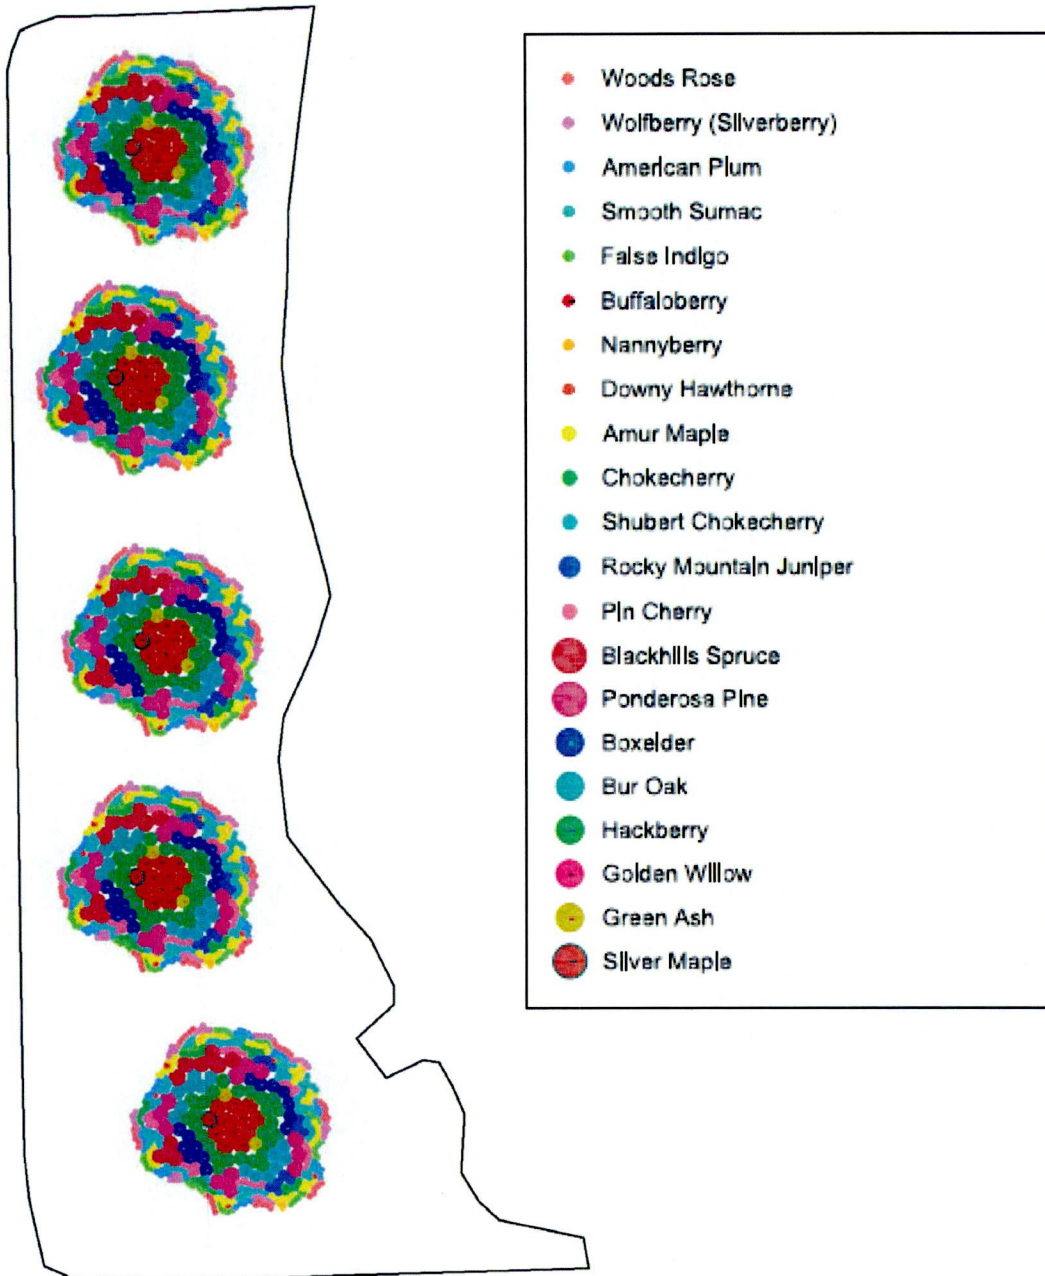 Woods Rose
Wolfberry (Silverberry)
American Plum
Smooth Sumac
False Indigo
Buffaloberry
Nannyberry
Downy Hawthorne
Amur Maple
Chokecherry
Shubert Chokecherry
Rocky Mountain Juniper
Pin Cherry
Blackhills Spruce
Ponderosa Pine
Boxelder
Bur Oak
Hackberry
Golden Willow
Green Ash
Silver Maple